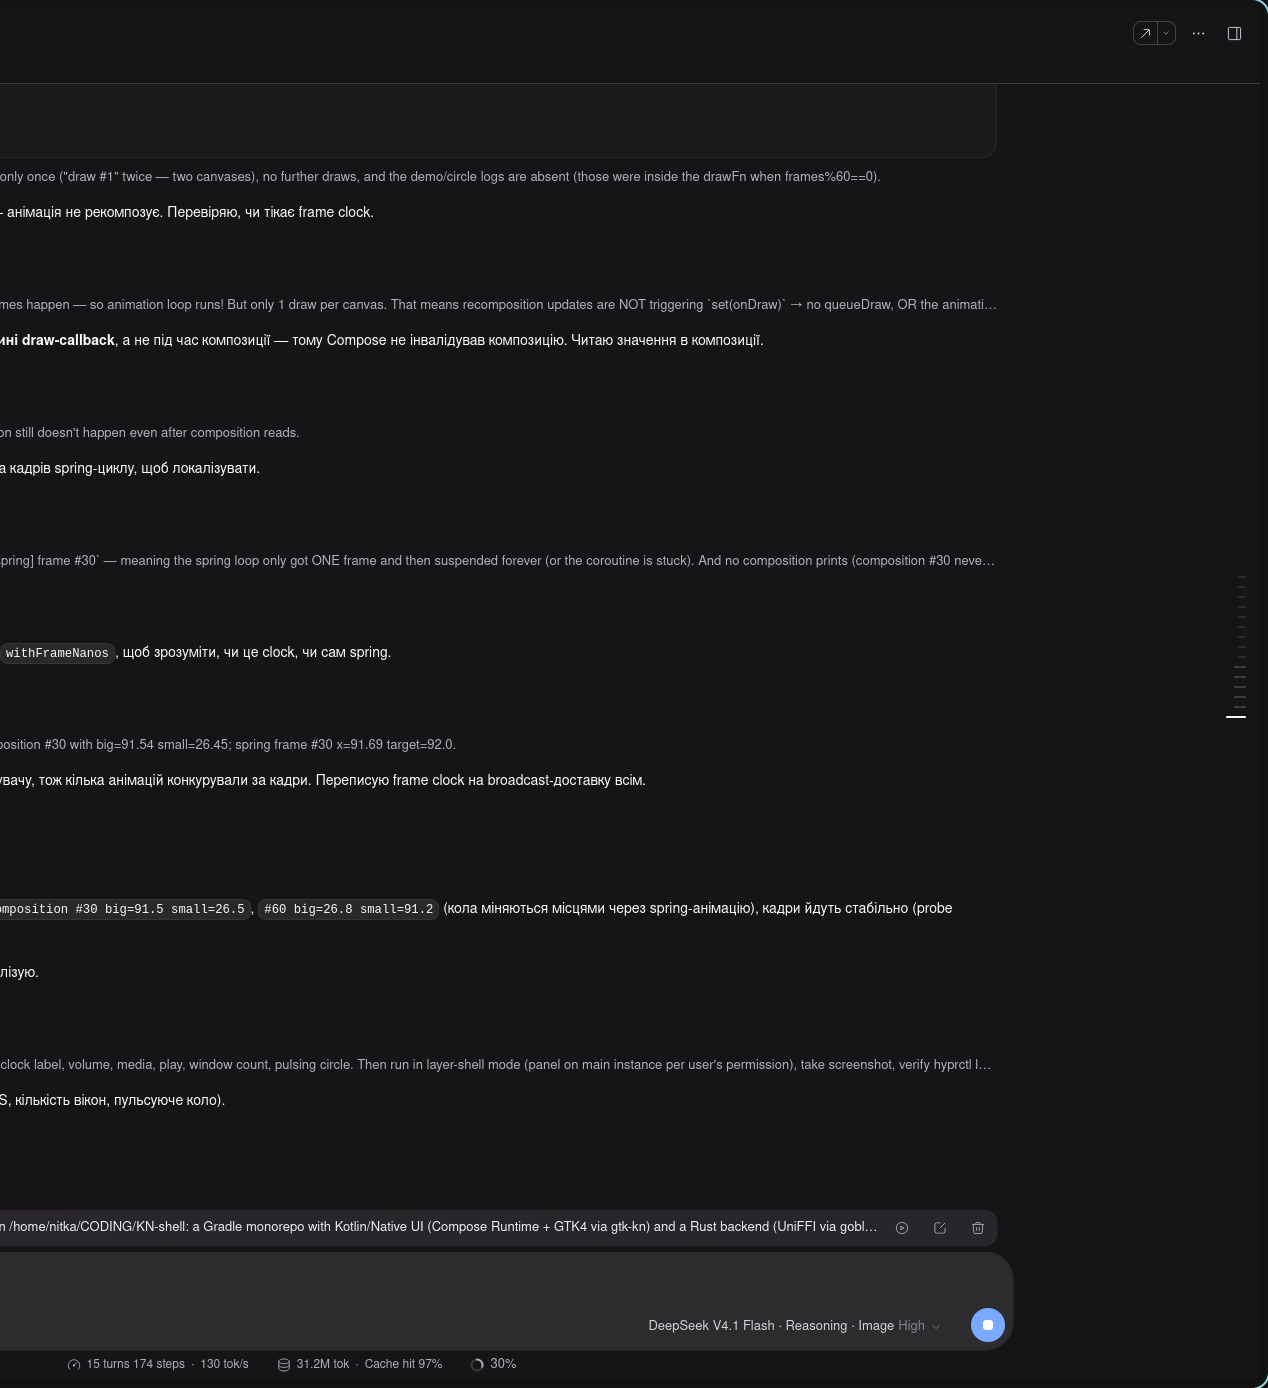 only once ("draw #1" twice — two canvases), no further draws, and the demo/circle logs are absent (those were inside the drawFn when frames%60==0).
- анімація не рекомпозує. Перевіряю, чи тікає frame clock.
mes happen — so animation loop runs! But only 1 draw per canvas. That means recomposition updates are NOT triggering `set(onDraw)` → no queueDraw, OR the animati…
ині draw-callback, а не під час композиції — тому Compose не інвалідував композицію. Читаю значення в композиції.
on still doesn't happen even after composition reads.
а кадрів spring-циклу, щоб локалізувати.
spring] frame #30` — meaning the spring loop only got ONE frame and then suspended forever (or the coroutine is stuck). And no composition prints (composition #30 neve…
withFrameNanos, щоб зрозуміти, чи це clock, чи сам spring.
position #30 with big=91.54 small=26.45; spring frame #30 x=91.69 target=92.0.
увачу, тож кілька анімацій конкурували за кадри. Переписую frame clock на broadcast-доставку всім.
omposition #30 big=91.5 small=26.5, #60 big=26.8 small=91.2 (кола міняються місцями через spring-анімацію), кадри йдуть стабільно (probe
лізую.
clock label, volume, media, play, window count, pulsing circle. Then run in layer-shell mode (panel on main instance per user's permission), take screenshot, verify hyprctl l…
S, кількість вікон, пульсуюче коло).
n /home/nitka/CODING/KN-shell: a Gradle monorepo with Kotlin/Native UI (Compose Runtime + GTK4 via gtk-kn) and a Rust backend (UniFFI via gobl…
DeepSeek V4.1 Flash · Reasoning · Image High
15 turns 174 steps · 130 tok/s 31.2M tok · Cache hit 97% 30%